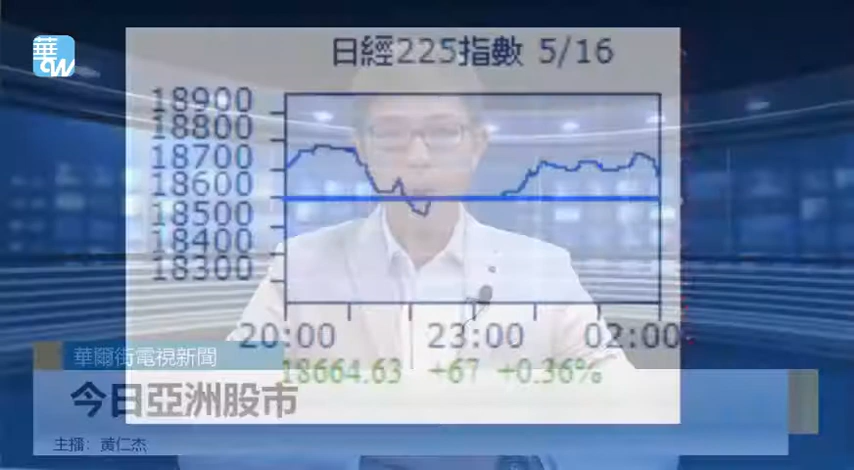 華
W
日經225指數 5/16
18900
18800
18700
18600
18500
18400
18300
20:00 23:00 02:00
18664.63 +67 +0.36%
華爾街電視新聞
今日亞洲股市
主播：黃仁杰